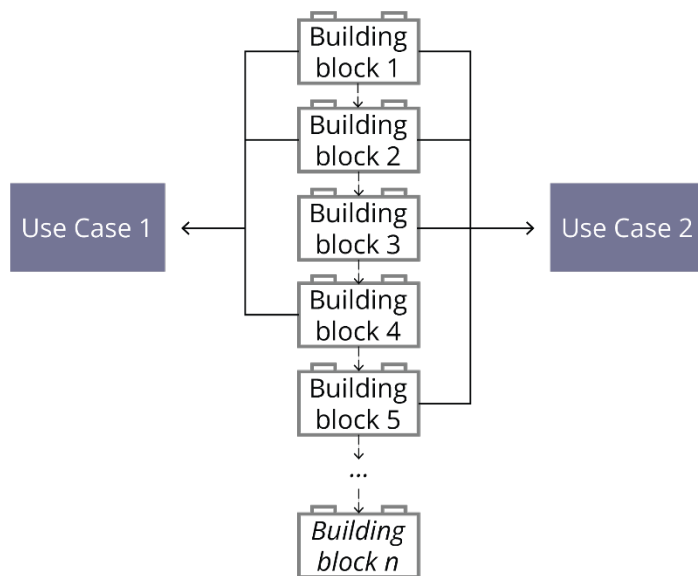 Building
block 1
Building
block 2
Use Case 1
Building
block 3
Use Case 2
Building
block 4
Building
block 5
...
Building
block n